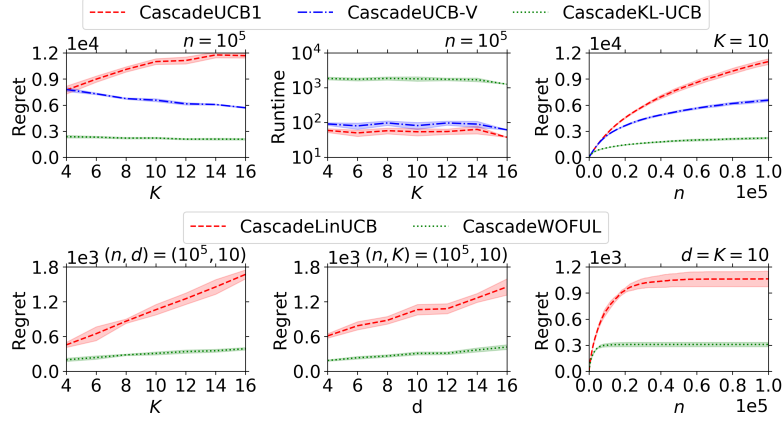 CascadeUCB1 CascadeUCB-V CascadeKL-UCB
1e4 n = 10^5
Regret
1.2
0.9
0.6
0.3
0.0
4 6 8 10 12 14 16
K
n = 10^5
Runtime
10^4
10^3
10^2
10^1
4 6 8 10 12 14 16
K
1e4 K = 10
Regret
1.2
0.9
0.6
0.3
0.0
0.0 0.2 0.4 0.6 0.8 1.0
n 1e5
CascadeLinUCB CascadeWOFUL
1e3 (n, d) = (10^5, 10)
Regret
1.8
1.2
0.6
0.0
4 6 8 10 12 14 16
K
1e3 (n, K) = (10^5, 10)
Regret
1.8
1.2
0.6
0.0
4 6 8 10 12 14 16
d
1e3 d = K = 10
Regret
1.2
0.9
0.6
0.3
0.0
0.0 0.2 0.4 0.6 0.8 1.0
n 1e5